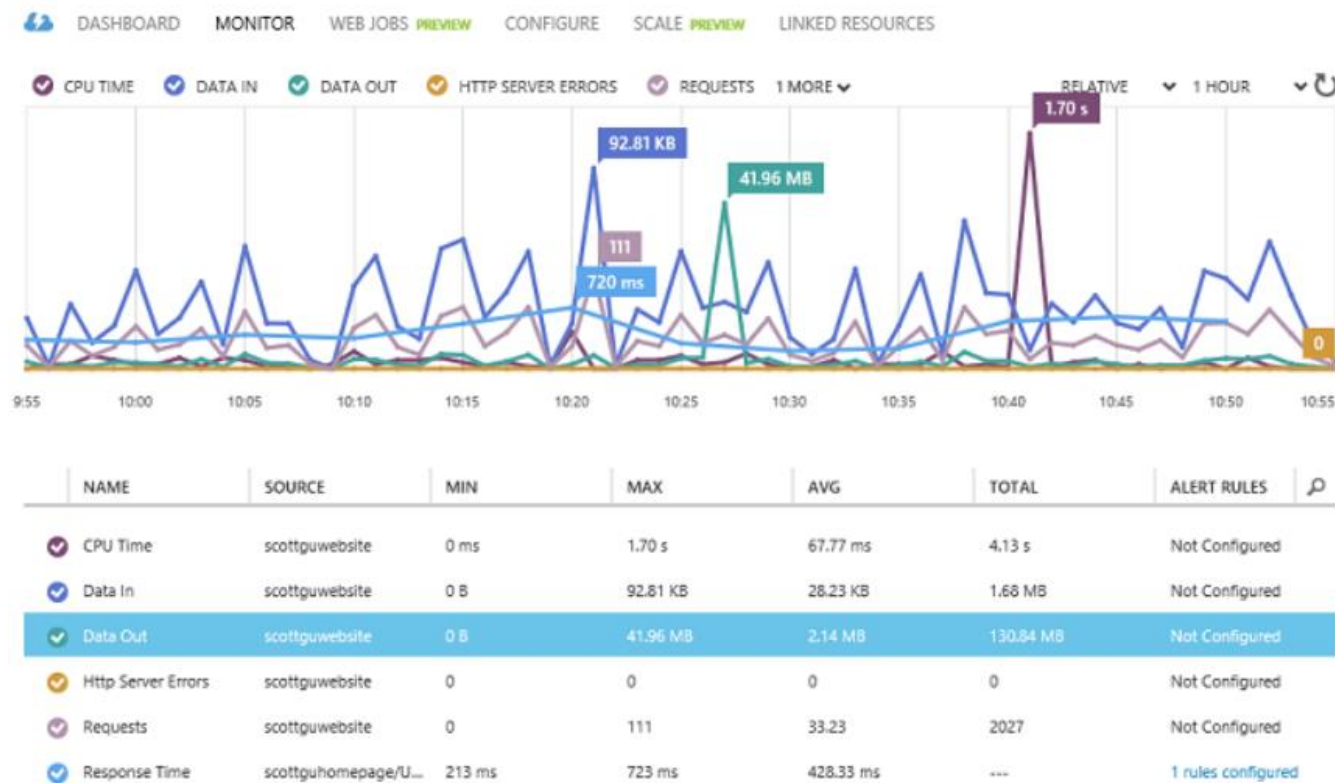 DASHBOARD MONITOR WEB JOBS PREVIEW CONFIGURE SCALE PREVIEW LINKED RESOURCES
CPU TIME DATA IN DATA OUT HTTP SERVER ERRORS REQUESTS 1 MORE RELATIVE 1 HOUR
1.70 s
92.81 KB
41.96 MB
111
720 ms
0
9:55 10:00 10:05 10:10 10:15 10:20 10:25 10:30 10:35 10:40 10:45 10:50 10:55
NAME SOURCE MIN MAX AVG TOTAL ALERT RULES
CPU Time scottguwebsite 0 ms 1.70 s 67.77 ms 4.13 s Not Configured
Data In scottguwebsite 0 B 92.81 KB 28.23 KB 1.68 MB Not Configured
Data Out scottguwebsite 0 B 41.96 MB 2.14 MB 130.84 MB Not Configured
Http Server Errors scottguwebsite 0 0 0 0 Not Configured
Requests scottguwebsite 0 111 33.23 2027 Not Configured
Response Time scottguhomepage/U... 213 ms 723 ms 428.33 ms --- 1 rules configured